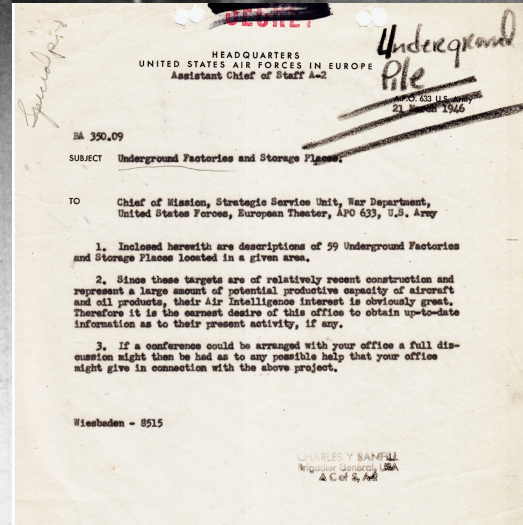 SECRET
HEADQUARTERS
UNITED STATES AIR FORCES IN EUROPE
Assistant Chief of Staff A-2
Underground
File
A.P.O. 633 U.S. Army
21 March 1946
BA 350.09
SUBJECT Underground Factories and Storage Places.
TO Chief of Mission, Strategic Service Unit, War Department,
United States Forces, European Theater, APO 633, U.S. Army
1. Inclosed herewith are descriptions of 59 Underground Factories
and Storage Places located in a given area.
2. Since these targets are of relatively recent construction and
represent a large amount of potential productive capacity of aircraft
and oil products, their Air Intelligence interest is obviously great.
Therefore it is the earnest desire of this office to obtain up-to-date
information as to their present activity, if any.
3. If a conference could be arranged with your office a full dis-
cussion might then be had as to any possible help that your office
might give in connection with the above project.
Wiesbaden - 8515
CHARLES Y BANFILL
Brigadier General, USA
A C of S, A-2